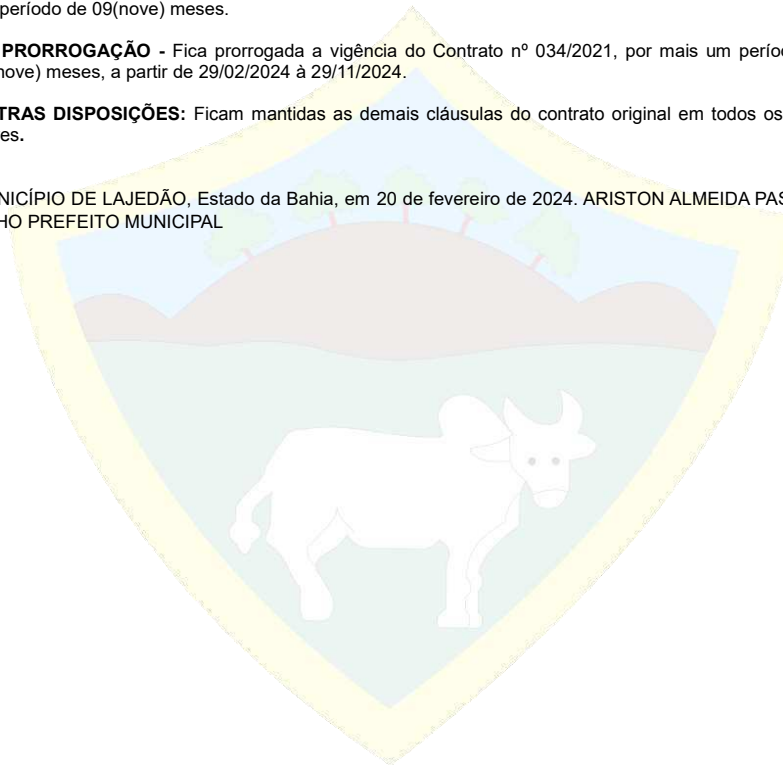 período de 09(nove) meses.
PRORROGAÇÃO - Fica prorrogada a vigência do Contrato nº 034/2021, por mais um períod
nove) meses, a partir de 29/02/2024 à 29/11/2024.
TRAS DISPOSIÇÕES: Ficam mantidas as demais cláusulas do contrato original em todos os
es.
NICÍPIO DE LAJEDÃO, Estado da Bahia, em 20 de fevereiro de 2024. ARISTON ALMEIDA PAS
HO PREFEITO MUNICIPAL